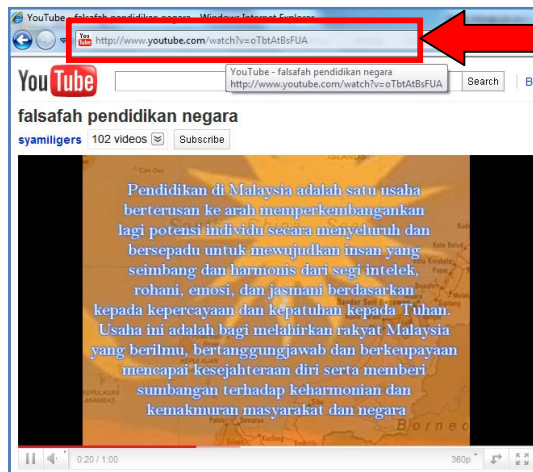 YouTube - falsafah pendidikan negara - Windows Internet Explorer
http://www.youtube.com/watch?v=oTbtAtBsFUA
YouTube - falsafah pendidikan negara
http://www.youtube.com/watch?v=oTbtAtBsFUA
You Tube
Search
B
falsafah pendidikan negara
syamiligers 102 videos Subscribe
Pendidikan di Malaysia adalah satu usaha
berterusan ke arah memperkembangankan
lagi potensi individu secara menyeluruh dan
bersepadu untuk mewujudkan insan yang
seimbang dan harmonis dari segi intelek,
rohani, emosi, dan jasmani berdasarkan
kepada kepercayaan dan kepatuhan kepada Tuhan.
Usaha ini adalah bagi melahirkan rakyat Malaysia
yang berilmu, bertanggungjawab dan berkeupayaan
mencapai kesejahteraan diri serta memberi
sumbangan terhadap keharmonian dan
kemakmuran masyarakat dan negara
Borneo
0:20 / 1:00
360p